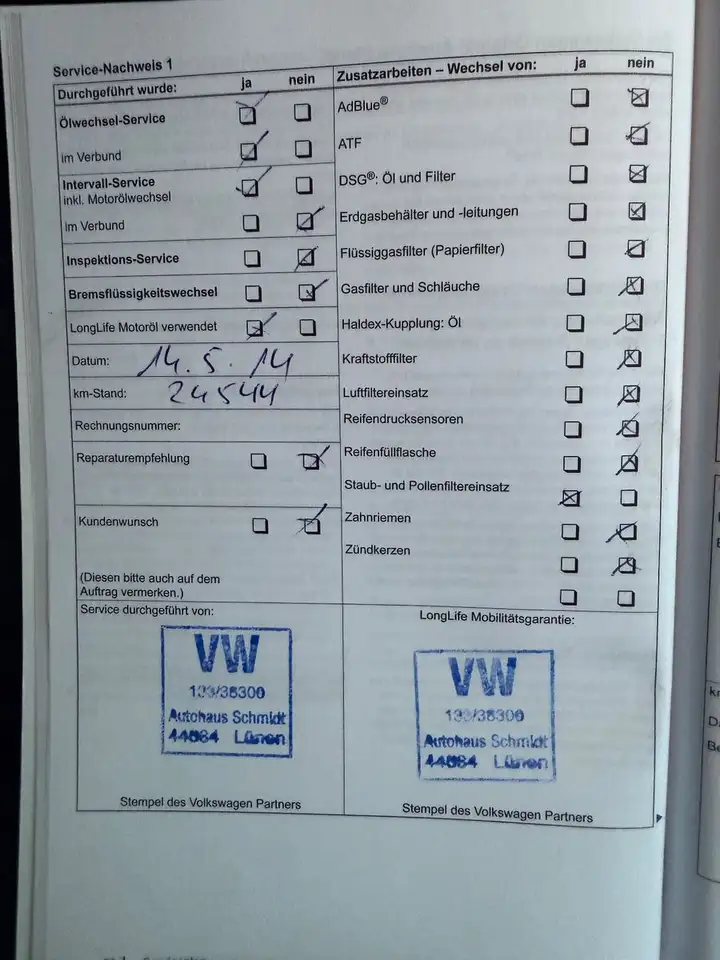 Service-Nachweis 1
Durchgeführt wurde: ja nein
Ölwechsel-Service
im Verbund
Intervall-Service
inkl. Motorölwechsel
im Verbund
Inspektions-Service
Bremsflüssigkeitswechsel
LongLife Motoröl verwendet
Datum: 14.5.14
km-Stand: 24544
Rechnungsnummer:
Reparaturempfehlung
Kundenwunsch
(Diesen bitte auch auf dem
Auftrag vermerken.)
Zusatzarbeiten – Wechsel von: ja nein
AdBlue®
ATF
DSG®: Öl und Filter
Erdgasbehälter und -leitungen
Flüssiggasfilter (Papierfilter)
Gasfilter und Schläuche
Haldex-Kupplung: Öl
Kraftstofffilter
Luftfiltereinsatz
Reifendrucksensoren
Reifenfüllflasche
Staub- und Pollenfiltereinsatz
Zahnriemen
Zündkerzen
Service durchgeführt von:
VW
Autohaus Schmidt
Lünen
Stempel des Volkswagen Partners
LongLife Mobilitätsgarantie:
VW
Autohaus Schmidt
Lünen
Stempel des Volkswagen Partners